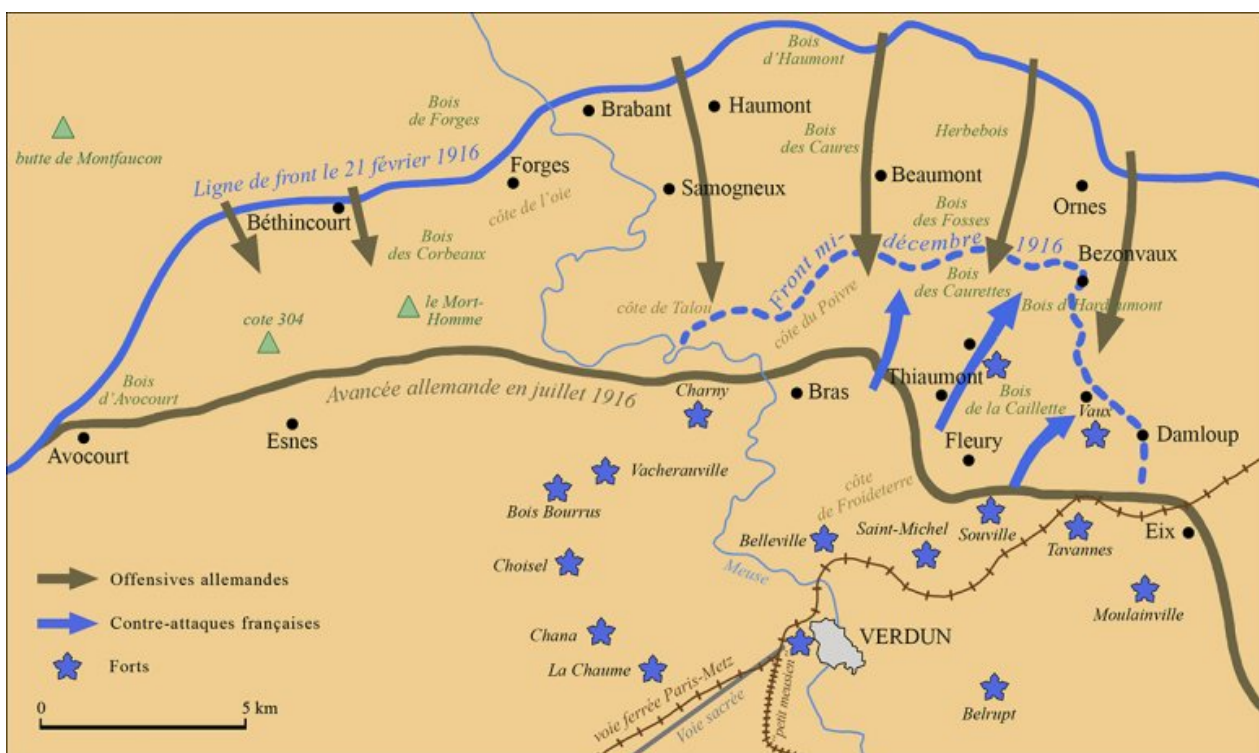 Bois
d'Haumont
Bois
de Forges
Brabant
Haumont
butte de Montfaucon
Bois
des Caures
Herbebois
Ligne de front le 21 février 1916
Forges
Samogneux
Beaumont
côte de l'oie
Ornes
Béthincourt
Bois
des Corbeaux
Bois
des Fosses
Front mi-décembre 1916
Bezonvaux
Bois
des Caurettes
Bois d'Hardaumont
le Mort-
Homme
côte de Talou
côte du Poivre
cote 304
Bois
d'Avocourt
Avancée allemande en juillet 1916
Charny
Bras
Thiaumont
Bois
de la Caillette
Vaux
Avocourt
Esnes
Fleury
Damloup
Vacherauville
Bois Bourrus
côte
de Froideterre
Belleville
Saint-Michel
Souville
Tavannes
Eix
Choisel
Meuse
Moulainville
Offensives allemandes
Contre-attaques françaises
Forts
Chana
La Chaume
VERDUN
voie ferrée Paris-Metz
Voie sacrée
"petit meusien"
Belrupt
0 5 km